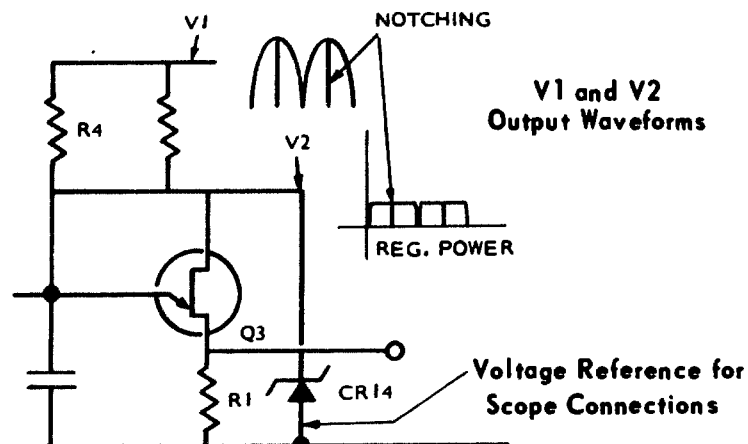 V1
NOTCHING
V1 and V2
Output Waveforms
R4
V2
REG. POWER
Q3
R1
CR14
Voltage Reference for
Scope Connections